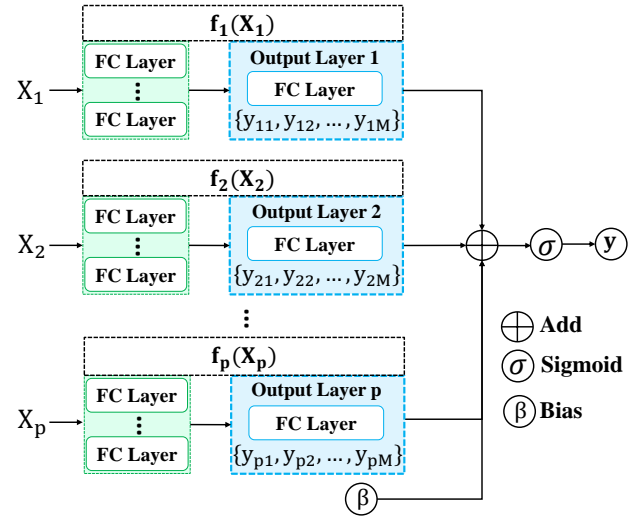 f₁(X₁)
X₁
FC Layer
⋮
FC Layer
Output Layer 1
FC Layer
{y₁₁, y₁₂, ..., y₁M}
f₂(X₂)
X₂
FC Layer
⋮
FC Layer
Output Layer 2
FC Layer
{y₂₁, y₂₂, ..., y₂M}
σ
y
⋮
fₚ(Xₚ)
Xₚ
FC Layer
⋮
FC Layer
Output Layer p
FC Layer
{yₚ₁, yₚ₂, ..., yₚM}
β
Add
σ Sigmoid
β Bias